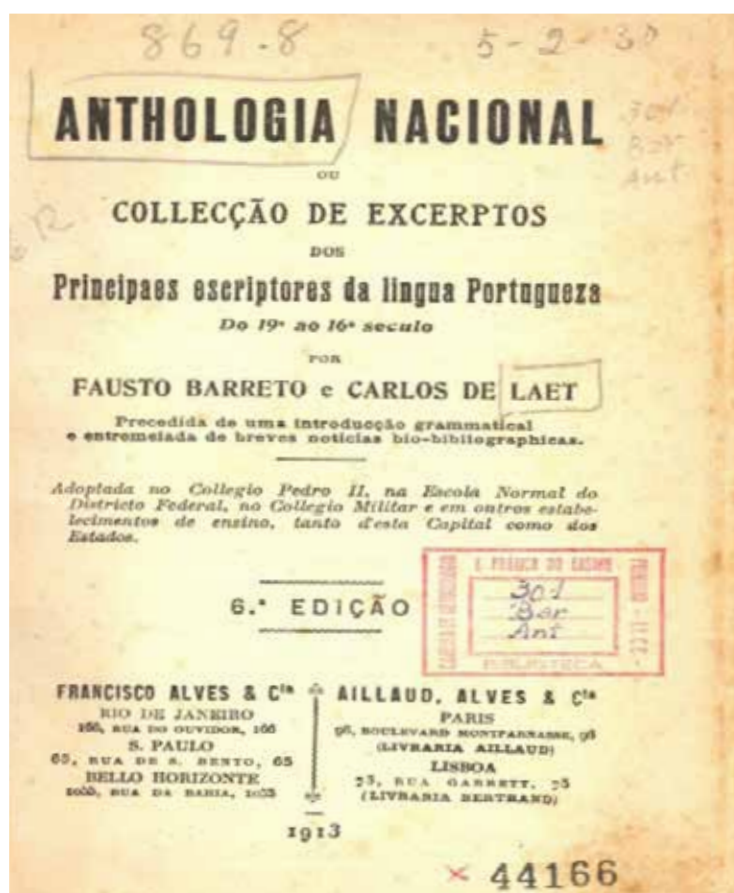 869.8 5-2-30
ANTHOLOGIA NACIONAL
301
Bar
Ant.
OU
COLLECÇÃO DE EXCERPTOS
DOS
Principaes escriptores da lingua Portugueza
Do 19º ao 16º seculo
POR
FAUSTO BARRETO e CARLOS DE LAET
Precedida de uma introducção grammatical
e entremeiada de breves noticias bio-bibliographicas.
Adoptada no Collegio Pedro II, na Escola Normal do
Districto Federal, no Collegio Militar e em outros estabe-
lecimentos de ensino, tanto d'esta Capital como dos
Estados.
E PRÁTICA DO ENSINO
301
Bar
Ant
BIBLIOTECA
6.ª EDIÇÃO
FRANCISCO ALVES & Cia
RIO DE JANEIRO
166, RUA DO OUVIDOR, 166
S. PAULO
65, RUA DE S. BENTO, 65
BELLO HORIZONTE
1055, RUA DA BAHIA, 1055
AILLAUD, ALVES & Cia
PARIS
96, BOULEVARD MONTPARNASSE, 96
(LIVRARIA AILLAUD)
LISBOA
73, RUA GARRETT, 75
(LIVRARIA BERTRAND)
1913
× 44166